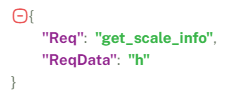 {
"Req": "get_scale_info",
"ReqData": "h"
}